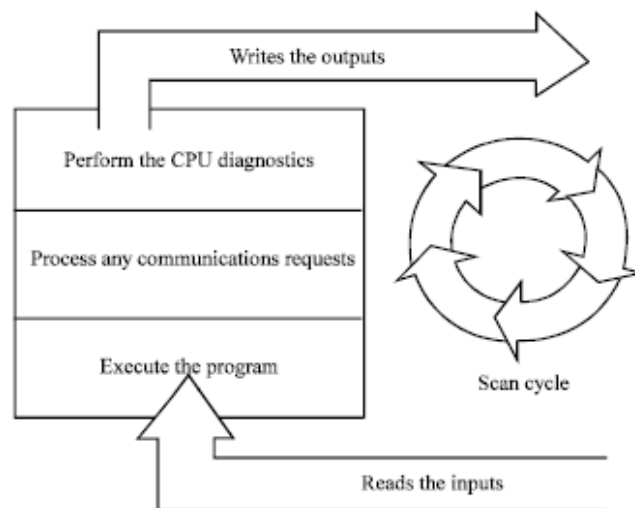 Writes the outputs
Perform the CPU diagnostics
Process any communications requests
Execute the program
Scan cycle
Reads the inputs